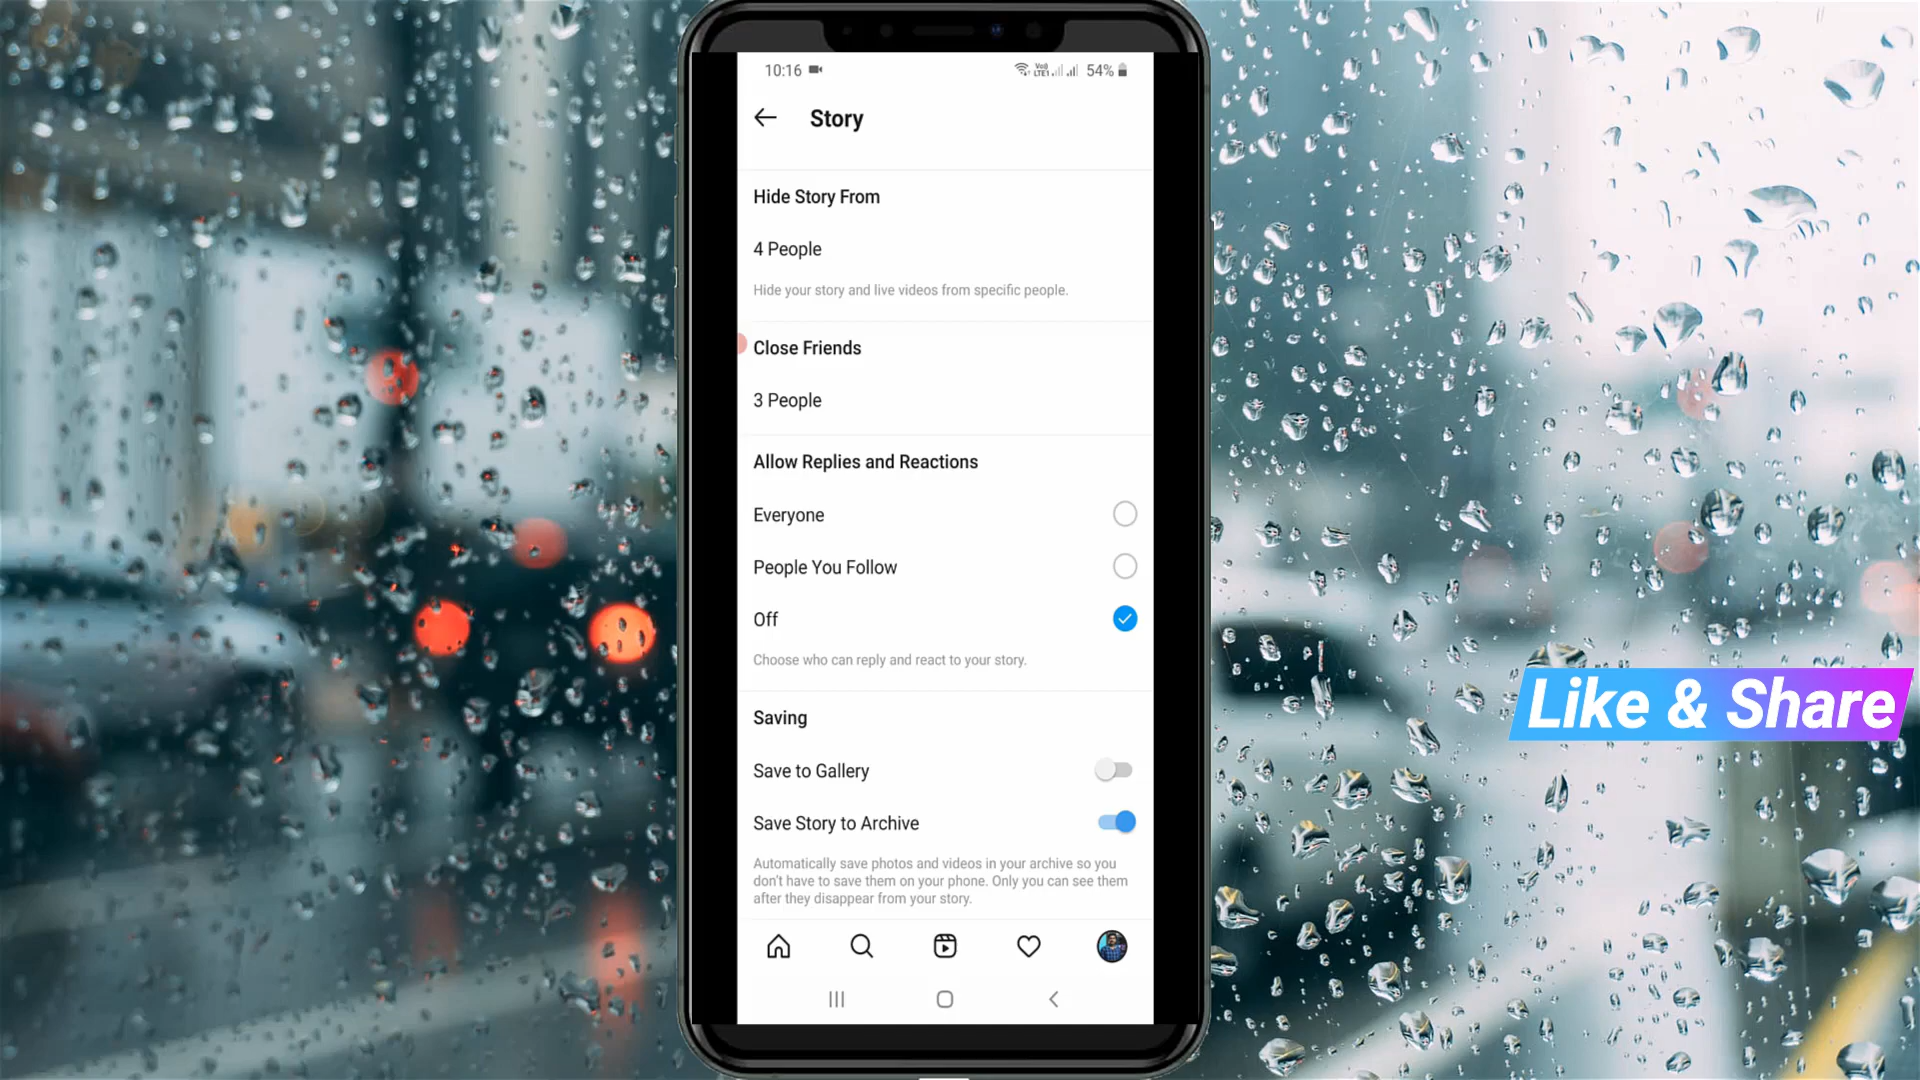 10:16
Vo))
LTE1
54%
Story
Hide Story From
4 People
Hide your story and live videos from specific people.
Close Friends
3 People
Allow Replies and Reactions
Everyone
People You Follow
Off
Choose who can reply and react to your story.
Saving
Save to Gallery
Save Story to Archive
Automatically save photos and videos in your archive so you
don't have to save them on your phone. Only you can see them
after they disappear from your story.
Like & Share